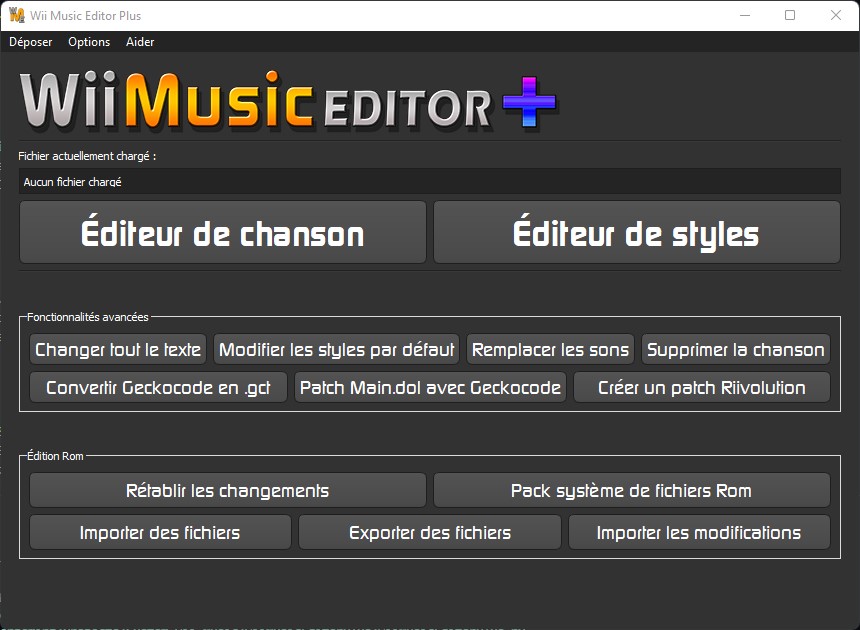 Wii Music Editor Plus
Déposer Options Aider
WiiMusic EDITOR +
Fichier actuellement chargé :
Aucun fichier chargé
Éditeur de chanson Éditeur de styles
Fonctionnalités avancées
Changer tout le texte Modifier les styles par défaut Remplacer les sons Supprimer la chanson
Convertir Geckocode en .gct Patch Main.dol avec Geckocode Créer un patch Riivolution
Édition Rom
Rétablir les changements Pack système de fichiers Rom
Importer des fichiers Exporter des fichiers Importer les modifications